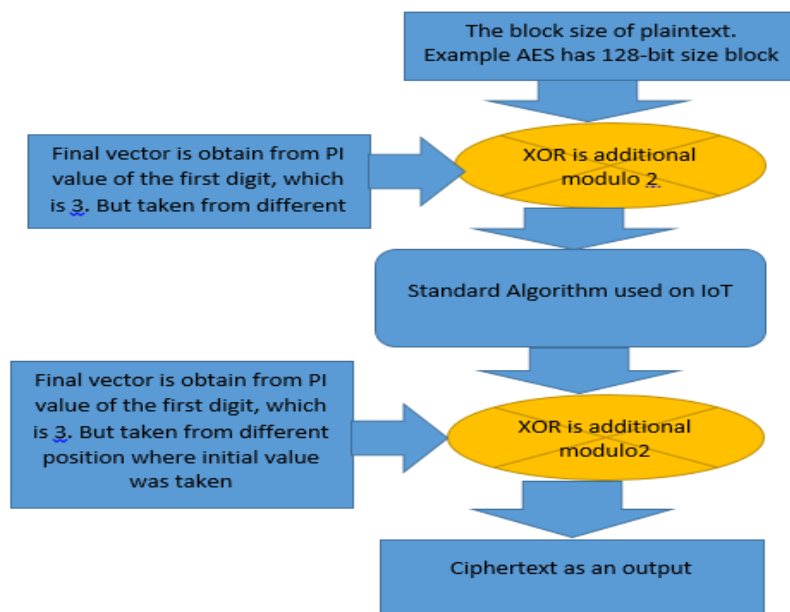 The block size of plaintext.
Example AES has 128-bit size block
Final vector is obtain from PI
value of the first digit, which
is 3. But taken from different
XOR is additional
modulo 2.
Standard Algorithm used on IoT
Final vector is obtain from PI
value of the first digit, which
is 3. But taken from different
position where initial value
was taken
XOR is additional
modulo2
Ciphertext as an output